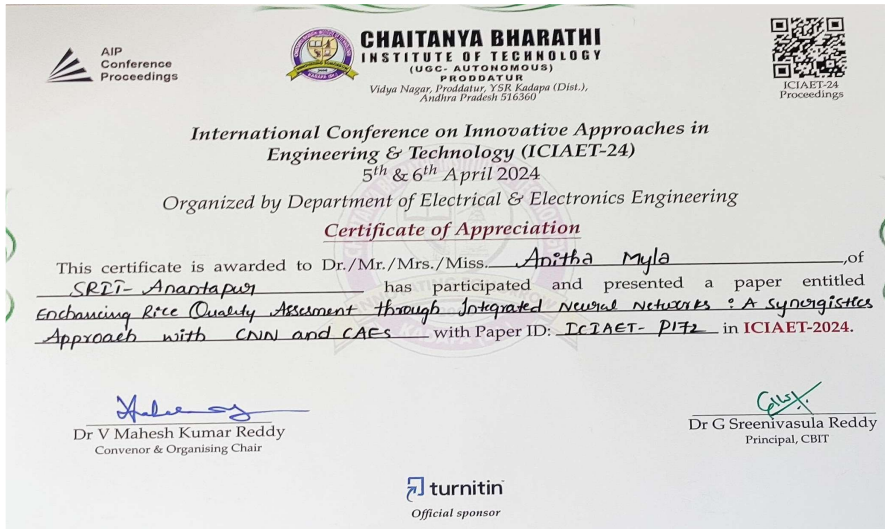 AIP
Conference
Proceedings
CHAITANYA BHARATHI
INSTITUTE OF TECHNOLOGY
(UGC- AUTONOMOUS)
PRODDATUR
Vidya Nagar, Proddatur, YSR Kadapa (Dist.),
Andhra Pradesh 516360
ICIAET-24
Proceedings
International Conference on Innovative Approaches in
Engineering & Technology (ICIAET-24)
5th & 6th April 2024
Organized by Department of Electrical & Electronics Engineering
Certificate of Appreciation
This certificate is awarded to Dr./Mr./Mrs./Miss. Anitha Myla ,of
SRIT- Anantapur has participated and presented a paper entitled
Enchancing Rice Quality Assesment through Integrated Neural Networks : A Synergistics
Approach with CNN and CAEs with Paper ID: ICIAET- P172 in ICIAET-2024.
Dr V Mahesh Kumar Reddy
Convenor & Organising Chair
Dr G Sreenivasula Reddy
Principal, CBIT
turnitin
Official sponsor